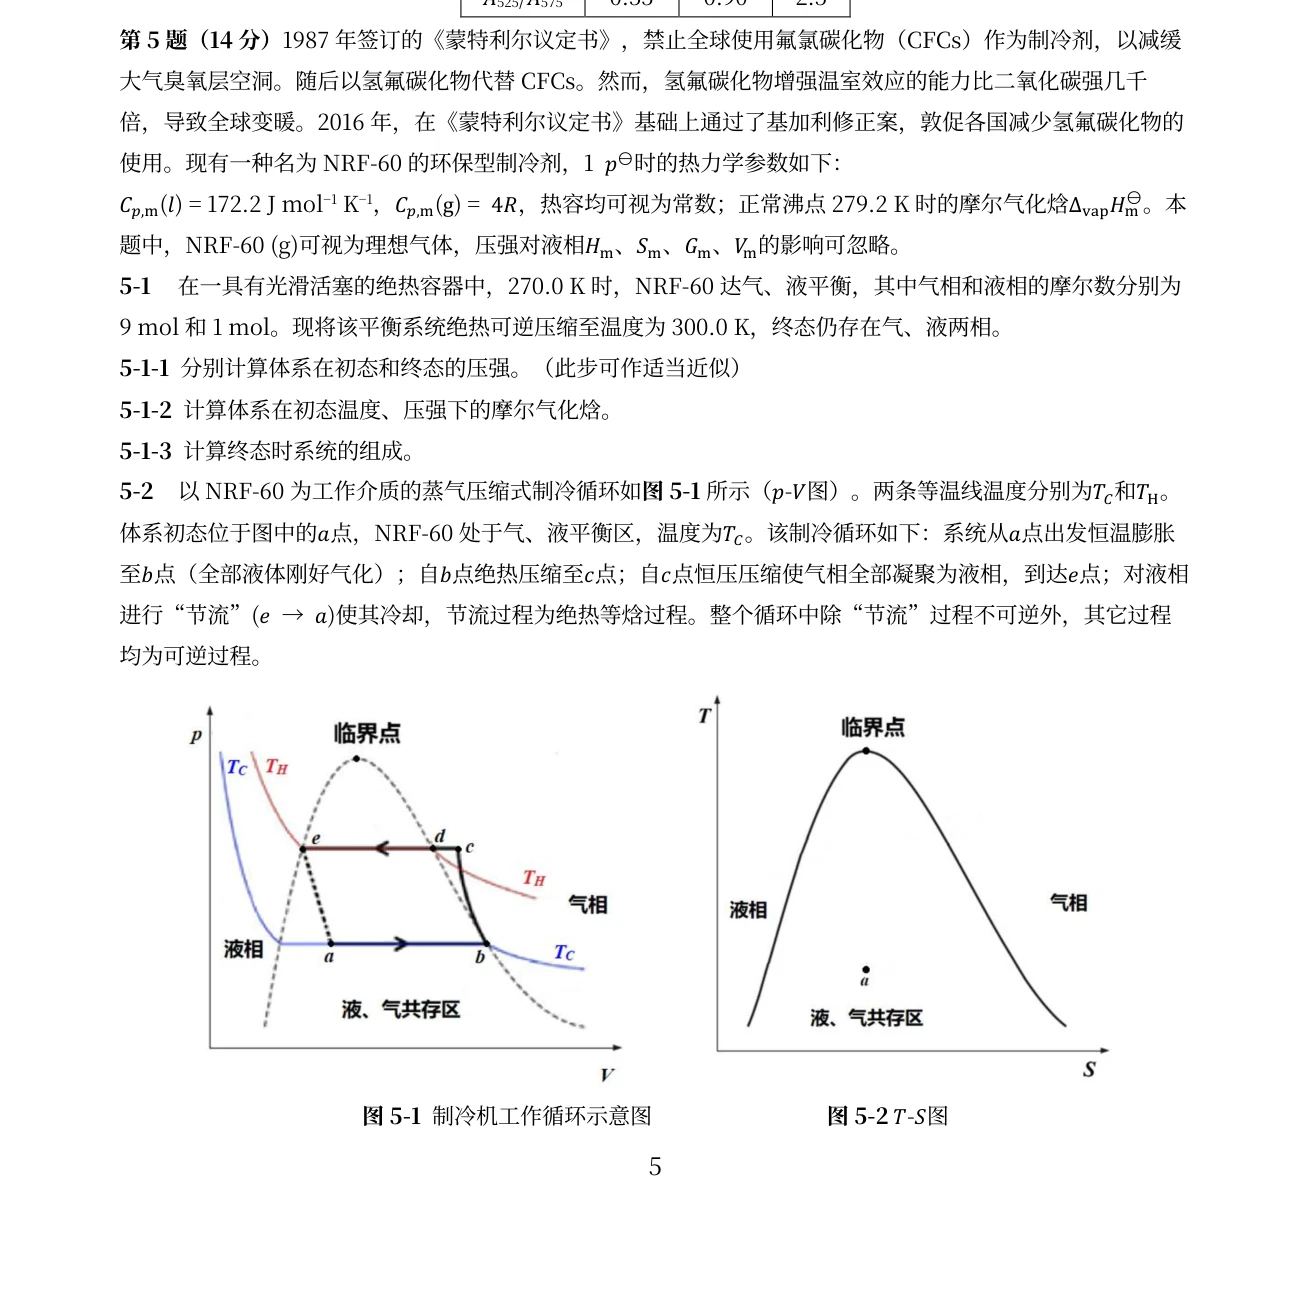 A₅₂₅/A₅₇₅ 0.55 0.90 2.5
第 5 题（14 分）1987 年签订的《蒙特利尔议定书》，禁止全球使用氟氯碳化物（CFCs）作为制冷剂，以减缓
大气臭氧层空洞。随后以氢氟碳化物代替 CFCs。然而，氢氟碳化物增强温室效应的能力比二氧化碳强几千
倍，导致全球变暖。2016 年，在《蒙特利尔议定书》基础上通过了基加利修正案，敦促各国减少氢氟碳化物的
使用。现有一种名为 NRF-60 的环保型制冷剂，1 p⊖时的热力学参数如下：
Cp,m(l) = 172.2 J mol⁻¹ K⁻¹，Cp,m(g) = 4R，热容均可视为常数；正常沸点 279.2 K 时的摩尔气化焓ΔvapHm⊖。本
题中，NRF-60 (g)可视为理想气体，压强对液相Hm、Sm、Gm、Vm的影响可忽略。
5-1 在一具有光滑活塞的绝热容器中，270.0 K 时，NRF-60 达气、液平衡，其中气相和液相的摩尔数分别为
9 mol 和 1 mol。现将该平衡系统绝热可逆压缩至温度为 300.0 K，终态仍存在气、液两相。
5-1-1 分别计算体系在初态和终态的压强。（此步可作适当近似）
5-1-2 计算体系在初态温度、压强下的摩尔气化焓。
5-1-3 计算终态时系统的组成。
5-2 以 NRF-60 为工作介质的蒸气压缩式制冷循环如图 5-1 所示（p-V图）。两条等温线温度分别为TC和TH。
体系初态位于图中的a点，NRF-60 处于气、液平衡区，温度为TC。该制冷循环如下：系统从a点出发恒温膨胀
至b点（全部液体刚好气化）；自b点绝热压缩至c点；自c点恒压压缩使气相全部凝聚为液相，到达e点；对液相
进行“节流”(e → a)使其冷却，节流过程为绝热等焓过程。整个循环中除“节流”过程不可逆外，其它过程
均为可逆过程。
p
临界点
TC TH
e
d
c
TH
气相
液相
a
b
TC
液、气共存区
V
T
临界点
液相
气相
a
液、气共存区
S
图 5-1 制冷机工作循环示意图
图 5-2 T-S图
5